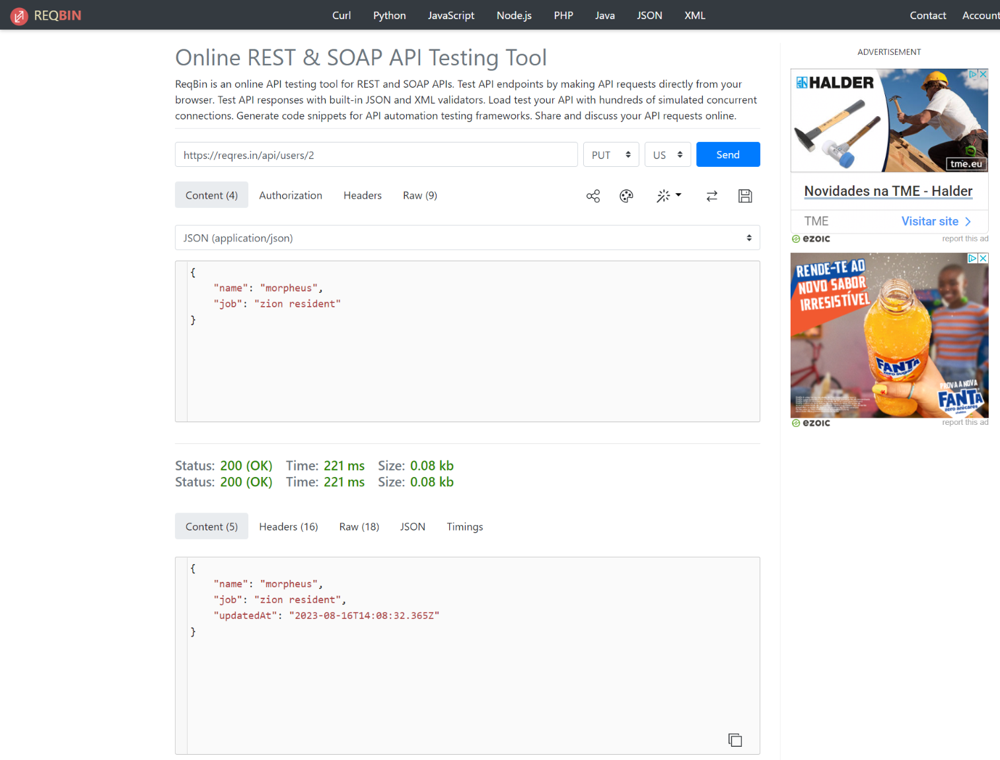 REQBIN
Curl Python JavaScript Node.js PHP Java JSON XML
Contact Account
Online REST & SOAP API Testing Tool
ReqBin is an online API testing tool for REST and SOAP APIs. Test API endpoints by making API requests directly from your
browser. Test API responses with built-in JSON and XML validators. Load test your API with hundreds of simulated concurrent
connections. Generate code snippets for API automation testing frameworks. Share and discuss your API requests online.
https://reqres.in/api/users/2 PUT US Send
Content (4) Authorization Headers Raw (9)
JSON (application/json)
{
"name": "morpheus",
"job": "zion resident"
}
Status: 200 (OK) Time: 221 ms Size: 0.08 kb
Status: 200 (OK) Time: 221 ms Size: 0.08 kb
Content (5) Headers (16) Raw (18) JSON Timings
{
"name": "morpheus",
"job": "zion resident",
"updatedAt": "2023-08-16T14:08:32.365Z"
}
ADVERTISEMENT
HALDER
tme.eu
Novidades na TME - Halder
TME Visitar site
ezoic report this ad
RENDE-TE AO
NOVO SABOR
IRRESISTÍVEL
FANTA
zero sugar
PROVA A NOVA
FANTA
zero azúcares
ezoic report this ad